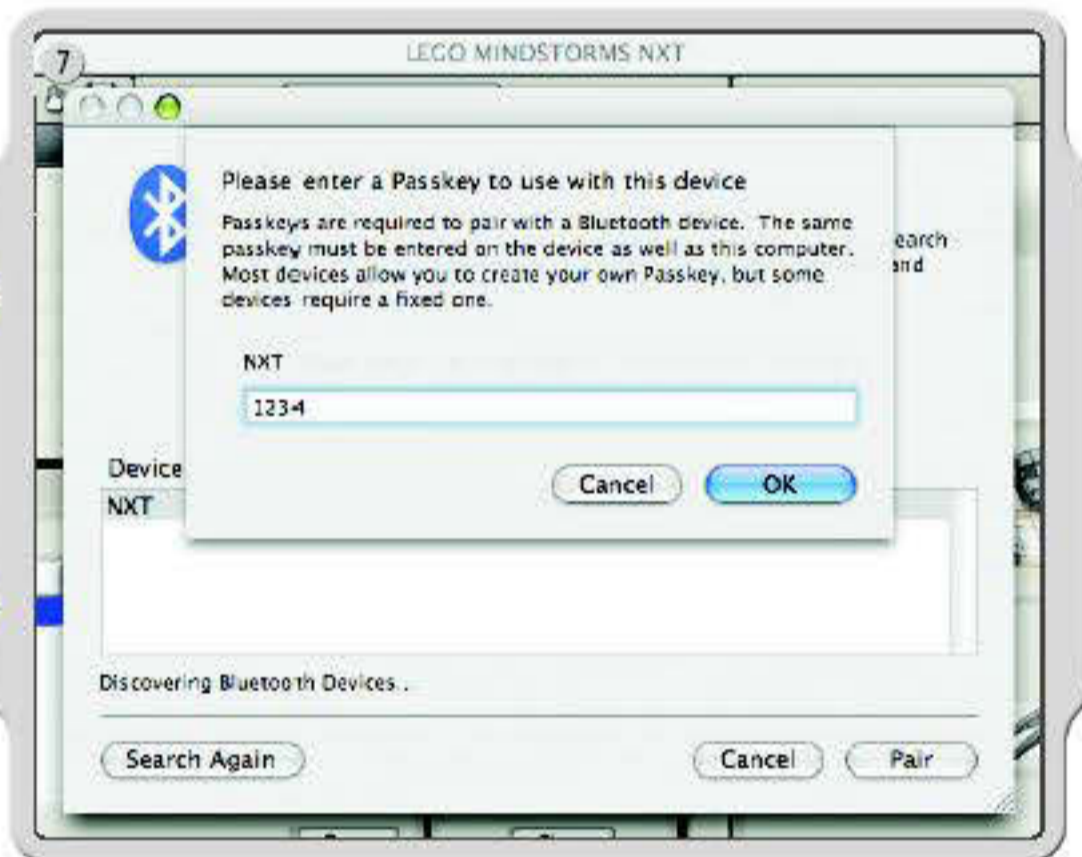 7
LEGO MINDSTORMS NXT
Please enter a Passkey to use with this device
Passkeys are required to pair with a Bluetooth device. The same
passkey must be entered on the device as well as this computer.
Most devices allow you to create your own Passkey, but some
devices require a fixed one.
earch
and
NXT
1234
Cancel
OK
Device
NXT
Discovering Bluetooth Devices..
Search Again
Cancel
Pair